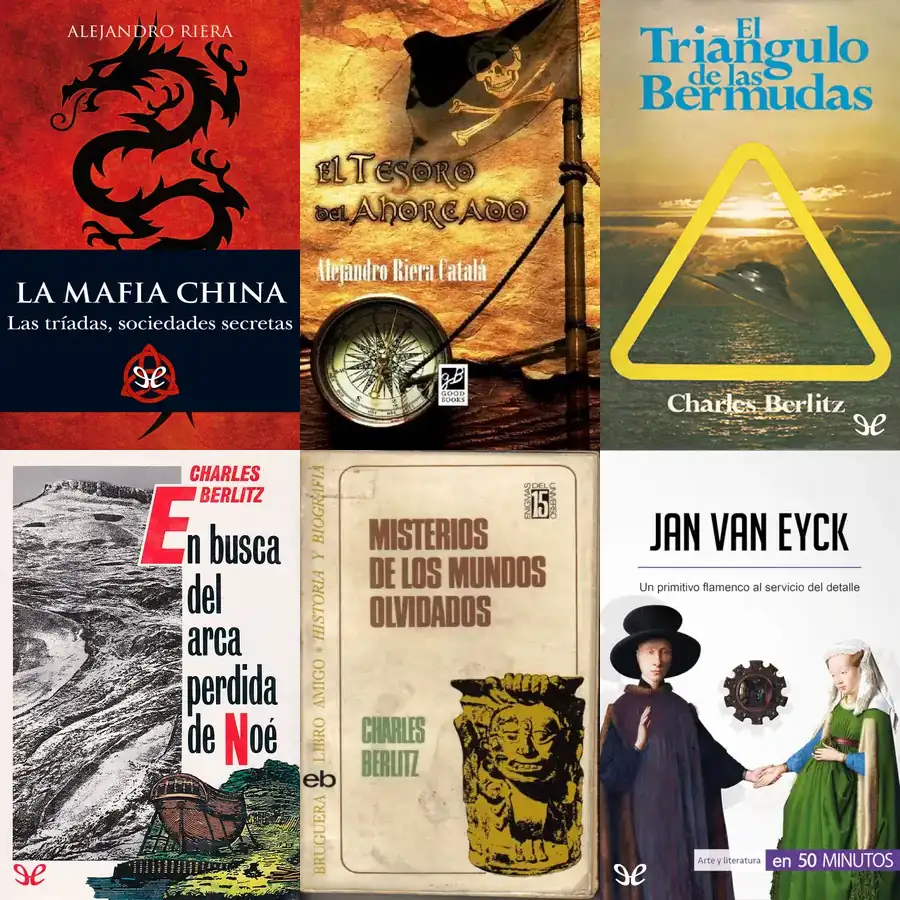 ALEJANDRO RIERA
LA MAFIA CHINA
Las tríadas, sociedades secretas
El Tesoro
del Ahorcado
Alejandro Riera Catalá
GB
GOOD
BOOKS
El
Triángulo
de las
Bermudas
Charles Berlitz
CHARLES
BERLITZ
En busca
del
arca
perdida
de Noé
BRUGUERA LIBRO AMIGO • HISTORIA Y BIOGRAFIA
eb
ENIGMAS
15
DEL UNIVERSO
MISTERIOS
DE LOS MUNDOS
OLVIDADOS
CHARLES
BERLITZ
JAN VAN EYCK
Un primitivo flamenco al servicio del detalle
Arte y literatura en 50 MINUTOS